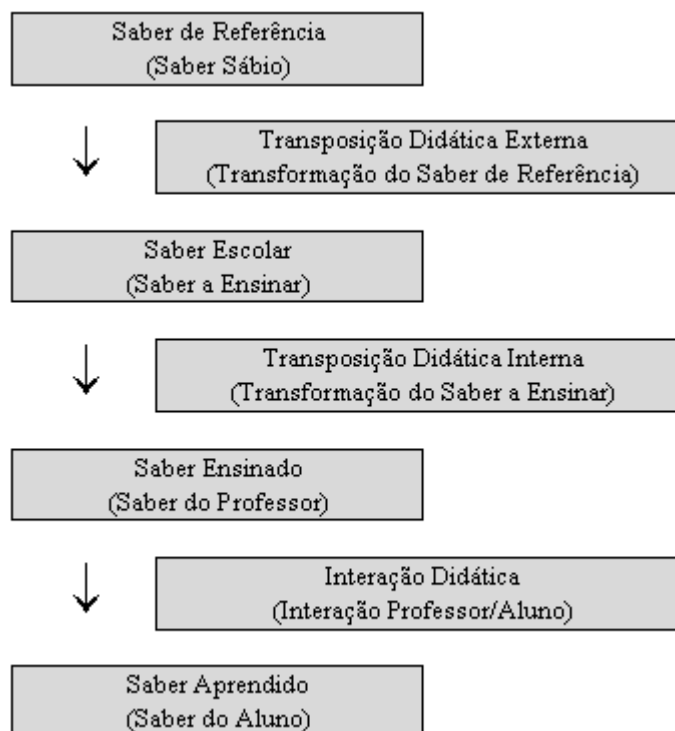 Saber de Referência
(Saber Sábio)
Transposição Didática Externa
(Transformação do Saber de Referência)
Saber Escolar
(Saber a Ensinar)
Transposição Didática Interna
(Transformação do Saber a Ensinar)
Saber Ensinado
(Saber do Professor)
Interação Didática
(Interação Professor/Aluno)
Saber Aprendido
(Saber do Aluno)